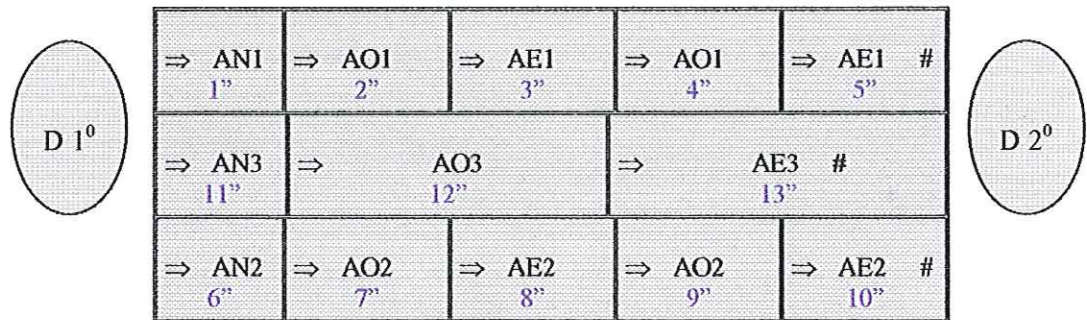 ⇒ AN1 ⇒ AO1 ⇒ AE1 ⇒ AO1 ⇒ AE1 #
1” 2” 3” 4” 5”
D 1⁰
⇒ AN3 ⇒ AO3 ⇒ AE3 #
D 2⁰
11” 12” 13”
⇒ AN2 ⇒ AO2 ⇒ AE2 ⇒ AO2 ⇒ AE2 #
6” 7” 8” 9” 10”